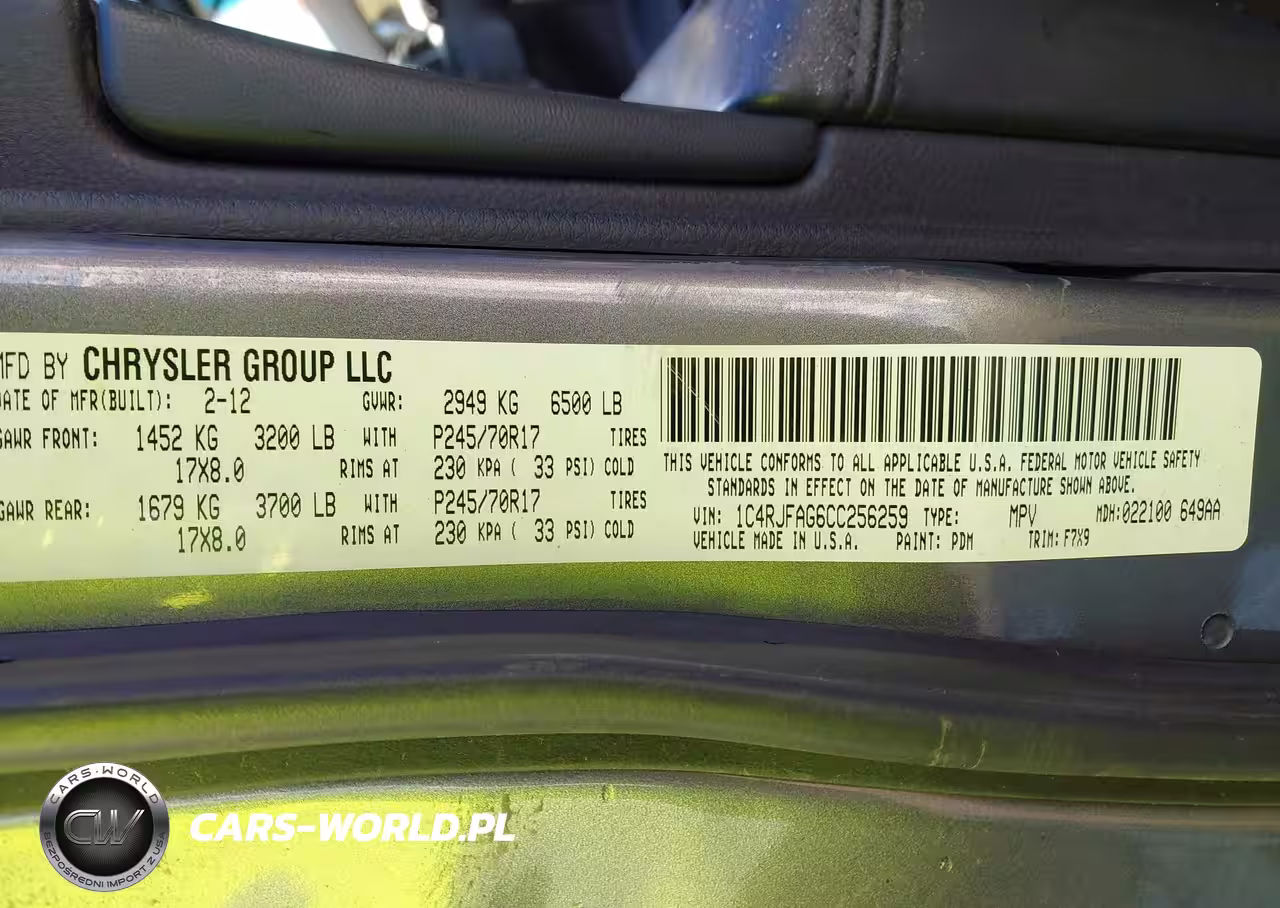 MFD BY CHRYSLER GROUP LLC
DATE OF MFR(BUILT): 2-12 GVWR: 2949 KG 6500 LB
GAWR FRONT: 1452 KG 3200 LB WITH P245/70R17 TIRES
17X8.0 RIMS AT 230 KPA ( 33 PSI) COLD
GAWR REAR: 1679 KG 3700 LB WITH P245/70R17 TIRES
17X8.0 RIMS AT 230 KPA ( 33 PSI) COLD
THIS VEHICLE CONFORMS TO ALL APPLICABLE U.S.A. FEDERAL MOTOR VEHICLE SAFETY
STANDARDS IN EFFECT ON THE DATE OF MANUFACTURE SHOWN ABOVE.
VIN: 1C4RJFAG6CC256259 TYPE: MPV MDH:022100 649AA
VEHICLE MADE IN U.S.A. PAINT: PDM TRIM: F7X9
CARS-WORLD
CW
BEZPOŚREDNI IMPORT Z USA
CARS-WORLD.PL